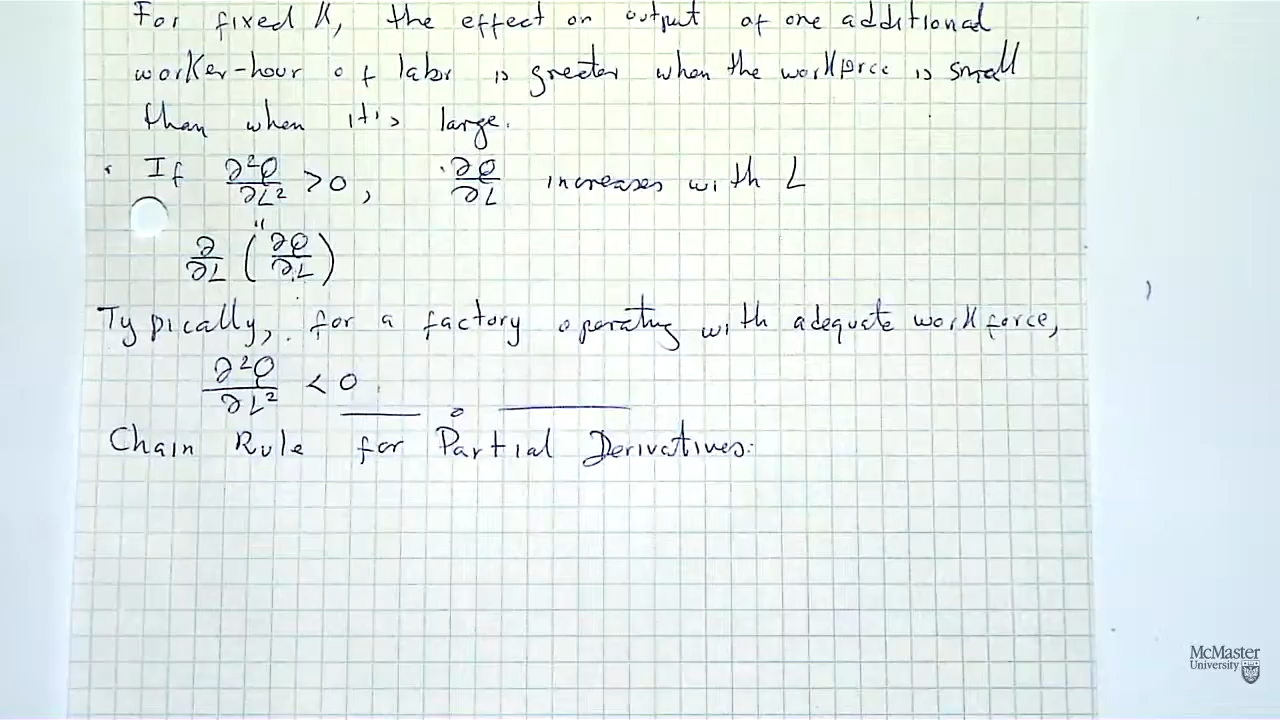 For fixed K, the effect on output of one additional
worker-hour of labor is greater when the workforce is small
than when it's large.
• If ∂²Q/∂L² > 0, ∂Q/∂L increases with L
"
∂/∂L (∂Q/∂L)
Typically, for a factory operating with adequate workforce,
∂²Q/∂L² < 0.
Chain Rule for Partial Derivatives:
McMaster
University